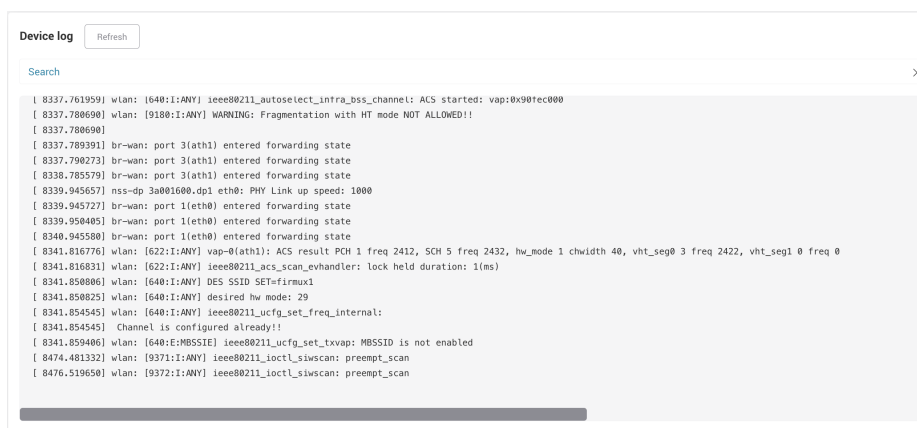 Device log
Refresh
Search
[ 8337.761959] wlan: [640:I:ANY] ieee80211_autoselect_infra_bss_channel: ACS started: vap:0x90fec000
[ 8337.780690] wlan: [9180:I:ANY] WARNING: Fragmentation with HT mode NOT ALLOWED!!
[ 8337.780690]
[ 8337.789391] br-wan: port 3(ath1) entered forwarding state
[ 8337.790273] br-wan: port 3(ath1) entered forwarding state
[ 8338.785579] br-wan: port 3(ath1) entered forwarding state
[ 8339.945657] nss-dp 3a001600.dp1 eth0: PHY Link up speed: 1000
[ 8339.945727] br-wan: port 1(eth0) entered forwarding state
[ 8339.950405] br-wan: port 1(eth0) entered forwarding state
[ 8340.945580] br-wan: port 1(eth0) entered forwarding state
[ 8341.816776] wlan: [622:I:ANY] vap-0(ath1): ACS result PCH 1 freq 2412, SCH 5 freq 2432, hw_mode 1 chwidth 40, vht_seg0 3 freq 2422, vht_seg1 0 freq 0
[ 8341.816831] wlan: [622:I:ANY] ieee80211_acs_scan_evhandler: lock held duration: 1(ms)
[ 8341.850806] wlan: [640:I:ANY] DES SSID SET=firmux1
[ 8341.850825] wlan: [640:I:ANY] desired hw mode: 29
[ 8341.854545] wlan: [640:I:ANY] ieee80211_ucfg_set_freq_internal:
[ 8341.854545]  Channel is configured already!!
[ 8341.859406] wlan: [640:E:MBSSIE] ieee80211_ucfg_set_txvap: MBSSID is not enabled
[ 8474.481332] wlan: [9371:I:ANY] ieee80211_ioctl_siwscan: preempt_scan
[ 8476.519650] wlan: [9372:I:ANY] ieee80211_ioctl_siwscan: preempt_scan